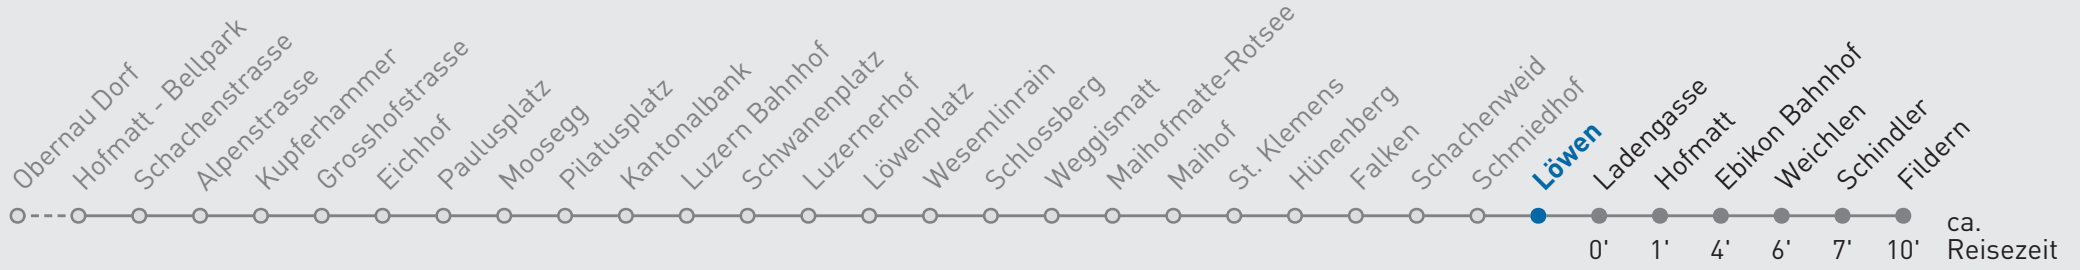 Obernau Dorf
Hofmatt - Bellpark
Schachenstrasse
Alpenstrasse
Kupferhammer
Grosshofstrasse
Eichhof
Paulusplatz
Moosegg
Pilatusplatz
Kantonalbank
Luzern Bahnhof
Schwanenplatz
Luzernerhof
Löwenplatz
Wesemlinrain
Schlossberg
Weggismatt
Maihofmatte-Rotsee
Maihof
St. Klemens
Hünenberg
Falken
Schachenweid
Schmiedhof
Löwen
Ladengasse
Hofmatt
Ebikon Bahnhof
Weichlen
Schindler
Fildern
0' 1' 4' 6' 7' 10'
ca.
Reisezeit